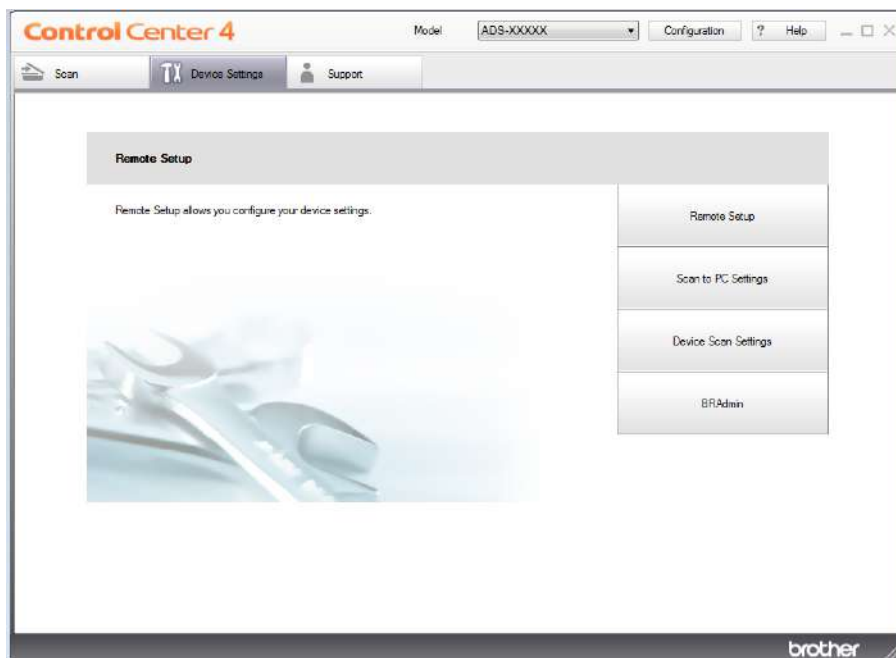 Control Center 4
Model ADS-XXXXX Configuration ? Help
Scan Device Settings Support
Remote Setup
Remote Setup allows you configure your device settings.
Remote Setup
Scan to PC Settings
Device Scan Settings
BRAdmin
brother